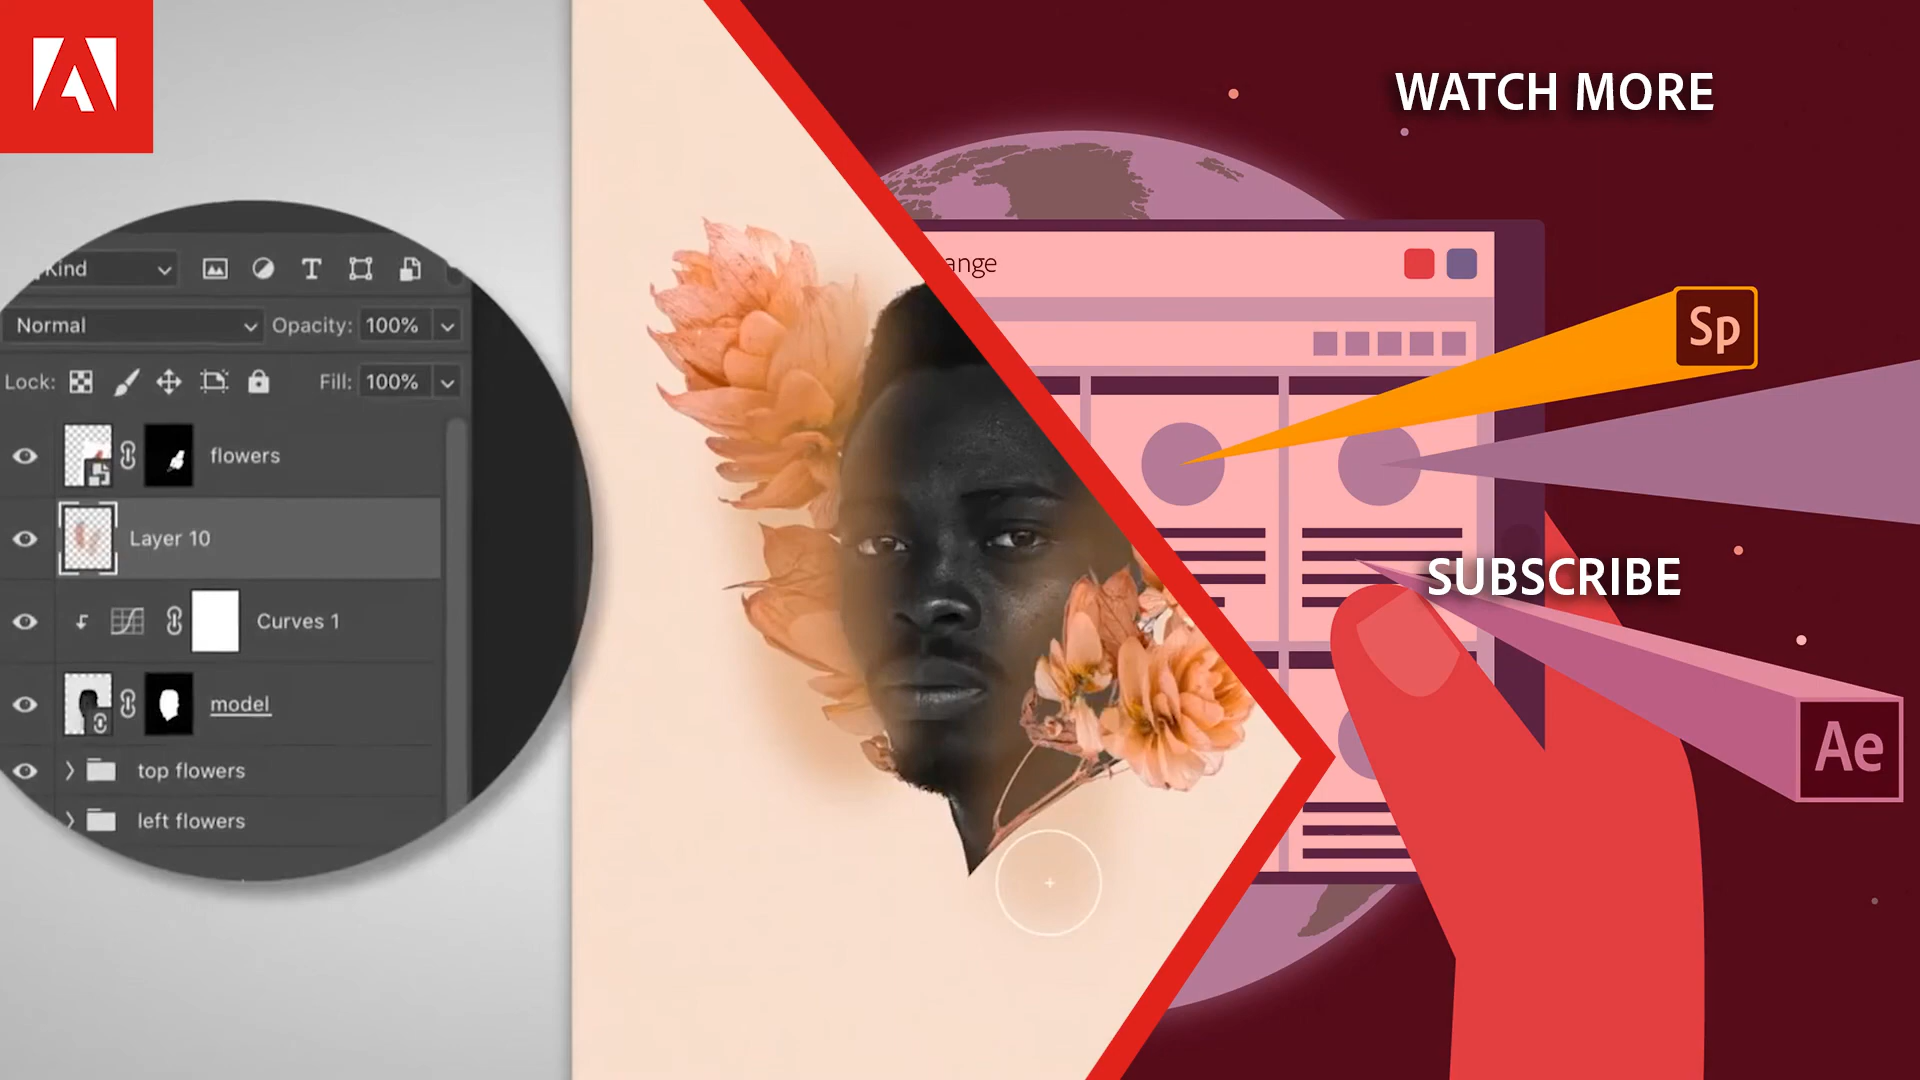 Kind
Normal
Opacity: 100%
Lock:
Fill: 100%
flowers
Layer 10
Curves 1
model
top flowers
left flowers
ange
WATCH MORE
Sp
SUBSCRIBE
Ae